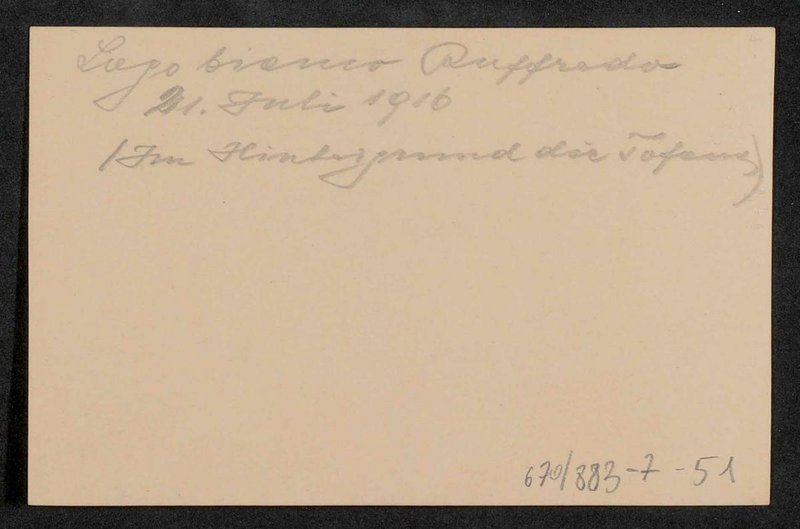 Lago bianco Ruffredo
21. Juli 1916
(Im Hintergrund die Tofana)
670/883-7-51